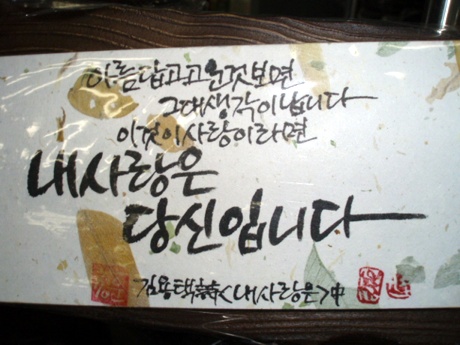 아름답고 고운것 보면
그대 생각이 납니다
이것이 사랑이라면
내 사랑은
당신입니다
김용택 詩 <내 사랑은> 中